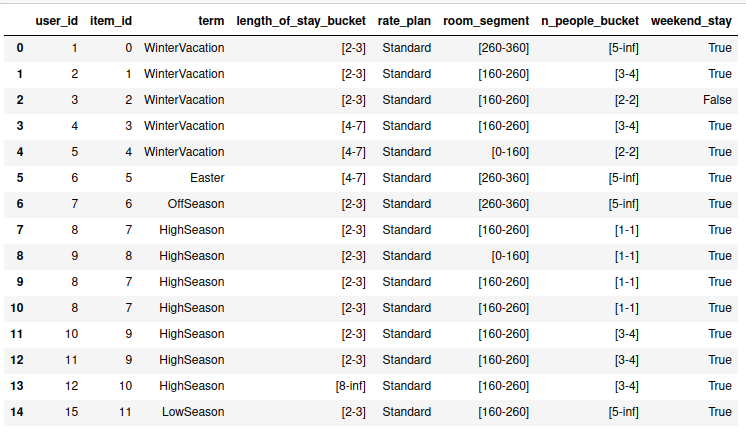 user_id item_id term length_of_stay_bucket rate_plan room_segment n_people_bucket weekend_stay
0 1 0 WinterVacation [2-3] Standard [260-360] [5-inf] True
1 2 1 WinterVacation [2-3] Standard [160-260] [3-4] True
2 3 2 WinterVacation [2-3] Standard [160-260] [2-2] False
3 4 3 WinterVacation [4-7] Standard [160-260] [3-4] True
4 5 4 WinterVacation [4-7] Standard [0-160] [2-2] True
5 6 5 Easter [4-7] Standard [260-360] [5-inf] True
6 7 6 OffSeason [2-3] Standard [260-360] [5-inf] True
7 8 7 HighSeason [2-3] Standard [160-260] [1-1] True
8 9 8 HighSeason [2-3] Standard [0-160] [1-1] True
9 8 7 HighSeason [2-3] Standard [160-260] [1-1] True
10 8 7 HighSeason [2-3] Standard [160-260] [1-1] True
11 10 9 HighSeason [2-3] Standard [160-260] [3-4] True
12 11 9 HighSeason [2-3] Standard [160-260] [3-4] True
13 12 10 HighSeason [8-inf] Standard [160-260] [3-4] True
14 15 11 LowSeason [2-3] Standard [160-260] [5-inf] True